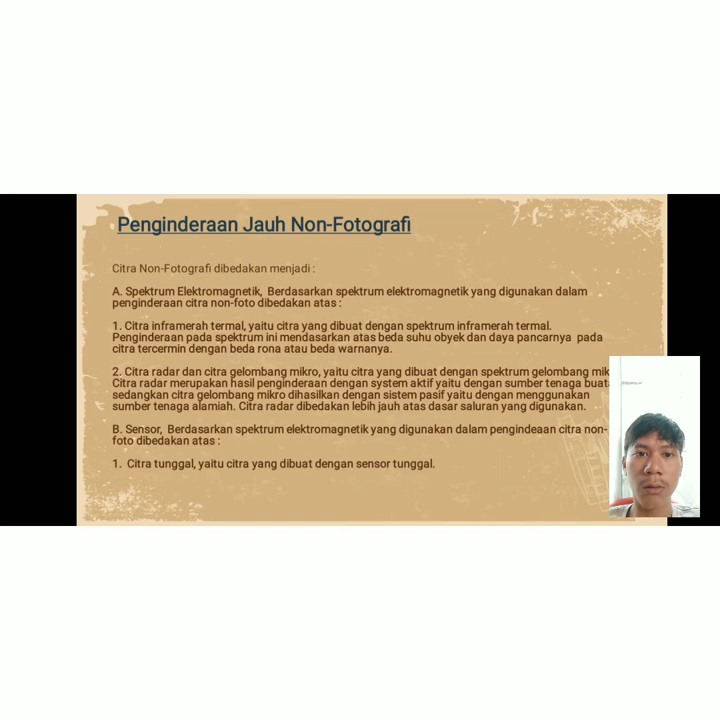 Penginderaan Jauh Non-Fotografi
Citra Non-Fotografi dibedakan menjadi :
A. Spektrum Elektromagnetik, Berdasarkan spektrum elektromagnetik yang digunakan dalam
penginderaan citra non-foto dibedakan atas :
1. Citra inframerah termal, yaitu citra yang dibuat dengan spektrum inframerah termal.
Penginderaan pada spektrum ini mendasarkan atas beda suhu obyek dan daya pancarnya pada
citra tercermin dengan beda rona atau beda warnanya.
2. Citra radar dan citra gelombang mikro, yaitu citra yang dibuat dengan spektrum gelombang mik
Citra radar merupakan hasil penginderaan dengan system aktif yaitu dengan sumber tenaga buat
sedangkan citra gelombang mikro dihasilkan dengan sistem pasif yaitu dengan menggunakan
sumber tenaga alamiah. Citra radar dibedakan lebih jauh atas dasar saluran yang digunakan.
B. Sensor, Berdasarkan spektrum elektromagnetik yang digunakan dalam pengindeaan citra non-
foto dibedakan atas :
1. Citra tunggal, yaitu citra yang dibuat dengan sensor tunggal.